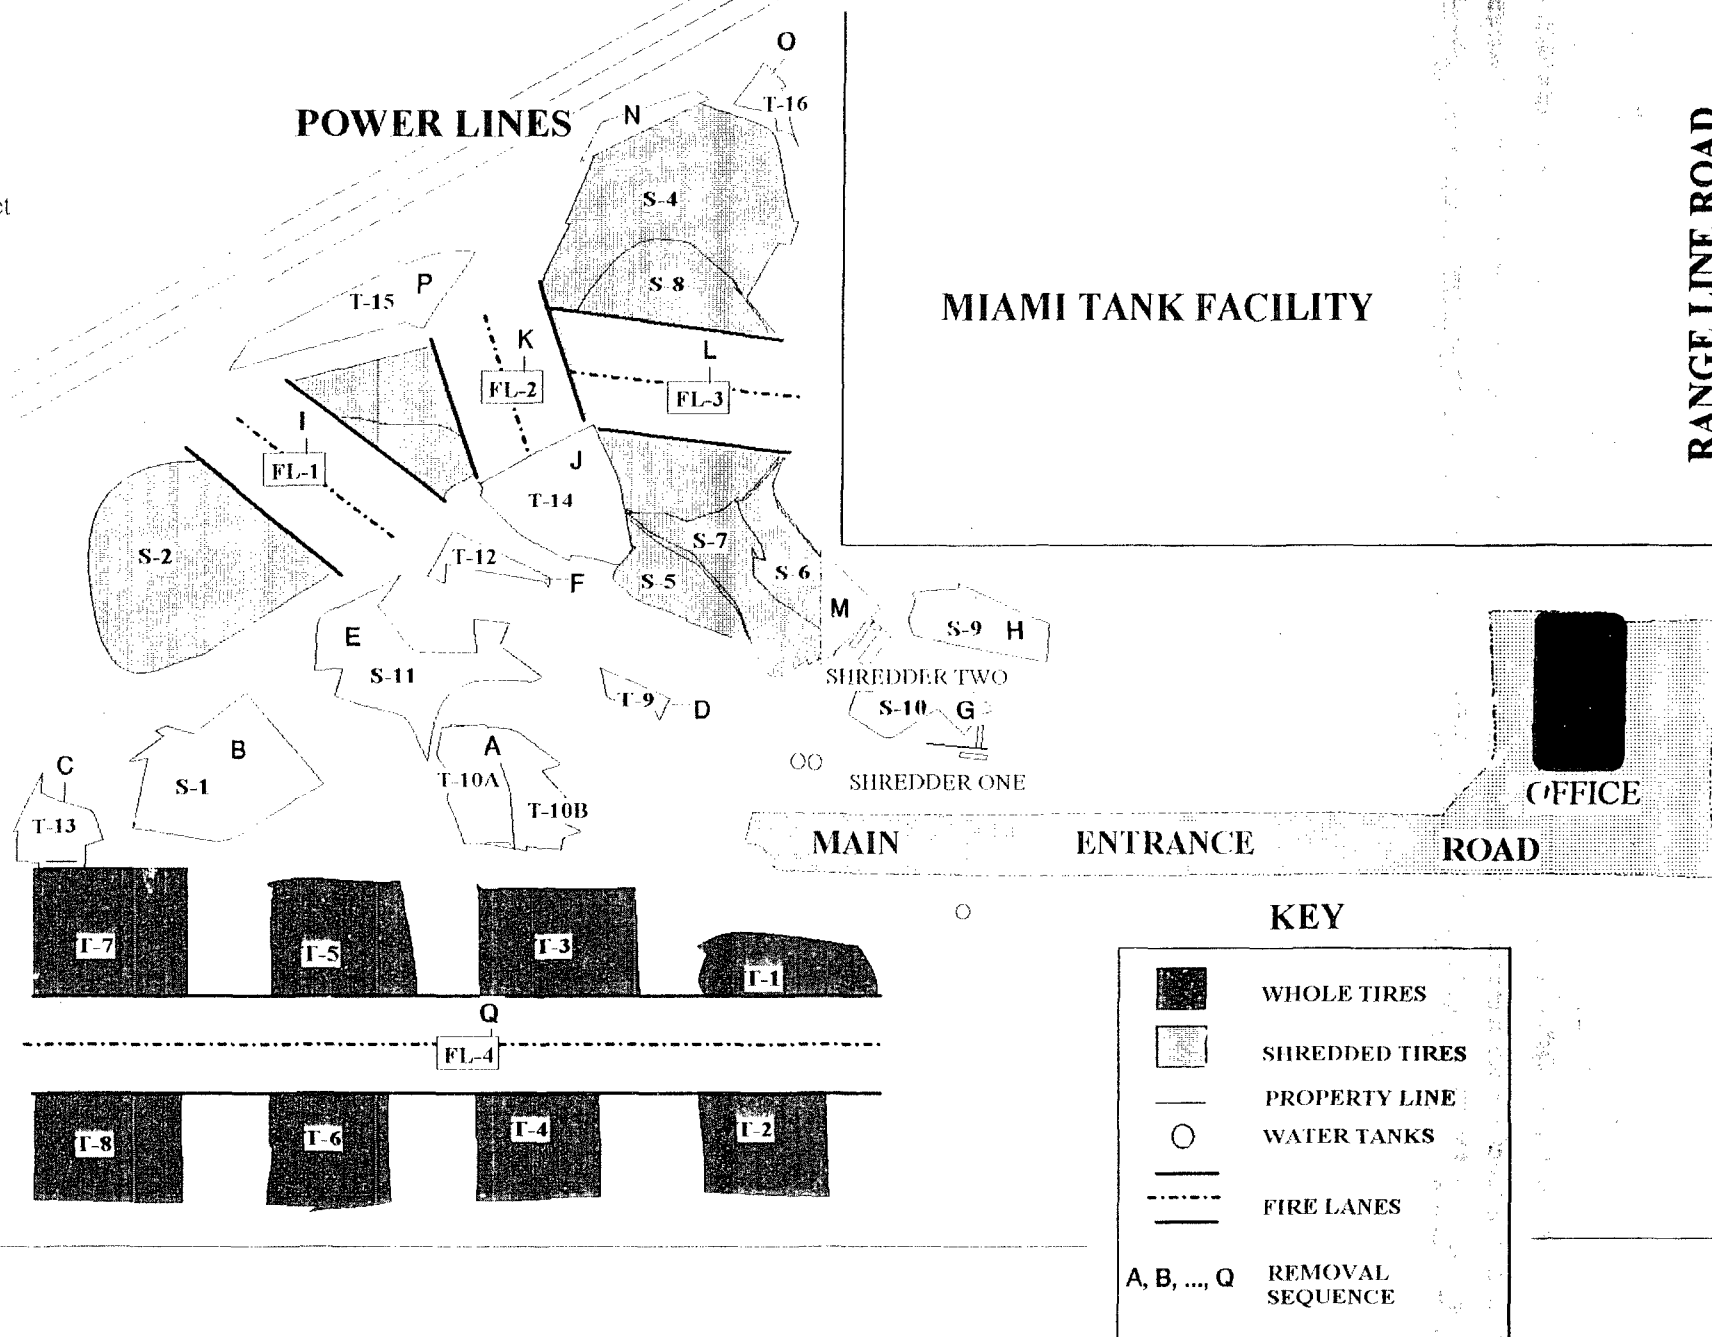 O
T-16
POWER LINES
N
RANGE LINE ROAD
S-4
ct
P
T-15
S-8
MIAMI TANK FACILITY
K
L
FL-2
FL-3
I
FL-1
J
T-14
S-2
T-12
F
S-7
S-5
S-6
M
E
S-9 H
S-11
SHREDDER TWO
T-9
D
S-10 G
B
A
C
S-1
T-10A
SHREDDER ONE
OFFICE
T-13
T-10B
MAIN ENTRANCE ROAD
T-7
T-5
T-3
T-1
Q
FL-4
T-8
T-6
T-4
T-2
KEY
WHOLE TIRES
SHREDDED TIRES
PROPERTY LINE
WATER TANKS
FIRE LANES
A, B, ..., Q REMOVAL
SEQUENCE